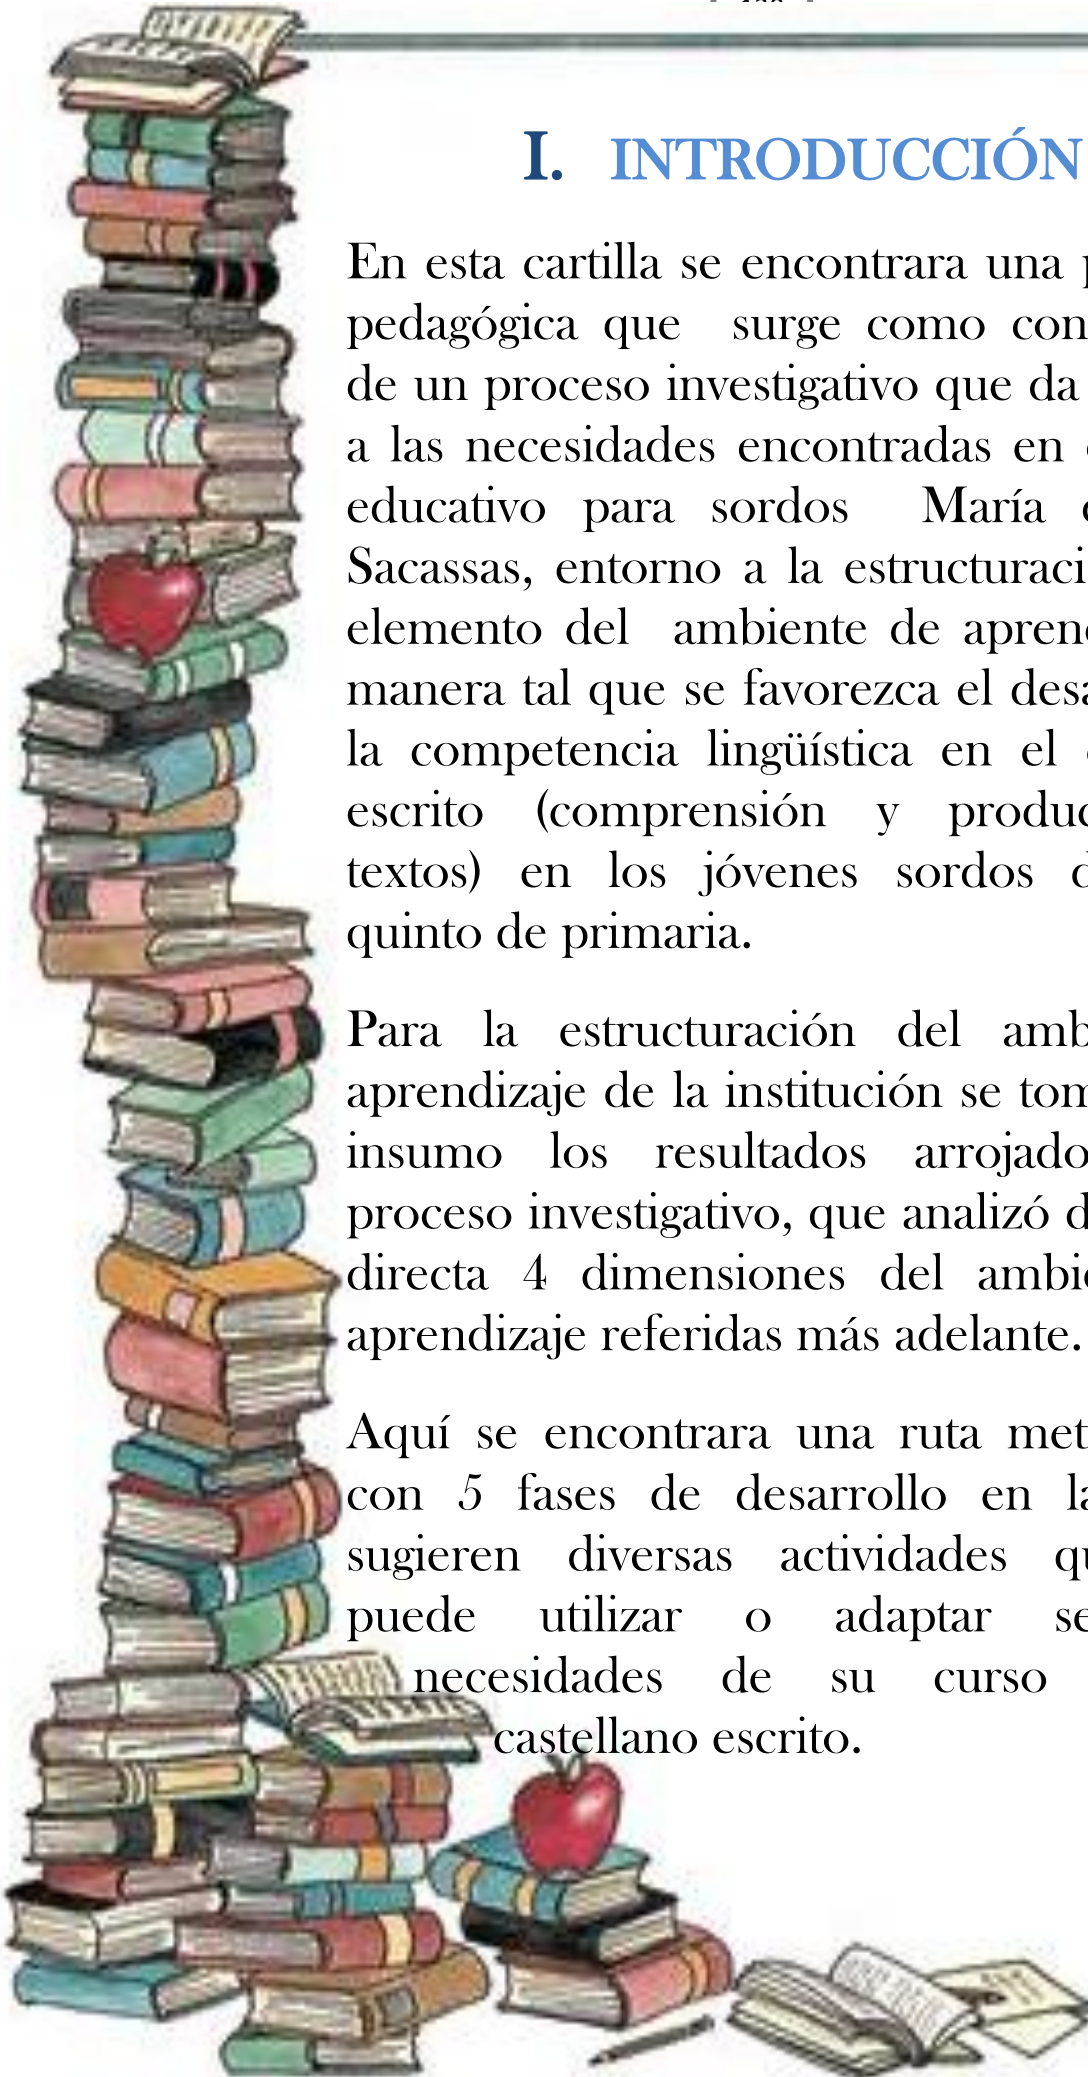 I. INTRODUCCIÓN
En esta cartilla se encontrara una
pedagógica que surge como con
de un proceso investigativo que da
a las necesidades encontradas en
educativo para sordos María
Sacassas, entorno a la estructuraci
elemento del ambiente de apren
manera tal que se favorezca el desa
la competencia lingüística en el
escrito (comprensión y produc
textos) en los jóvenes sordos d
quinto de primaria.
Para la estructuración del amb
aprendizaje de la institución se tom
insumo los resultados arrojado
proceso investigativo, que analizó d
directa 4 dimensiones del ambi
aprendizaje referidas más adelante.
Aquí se encontrara una ruta met
con 5 fases de desarrollo en la
sugieren diversas actividades qu
puede utilizar o adaptar se
necesidades de su curso
castellano escrito.